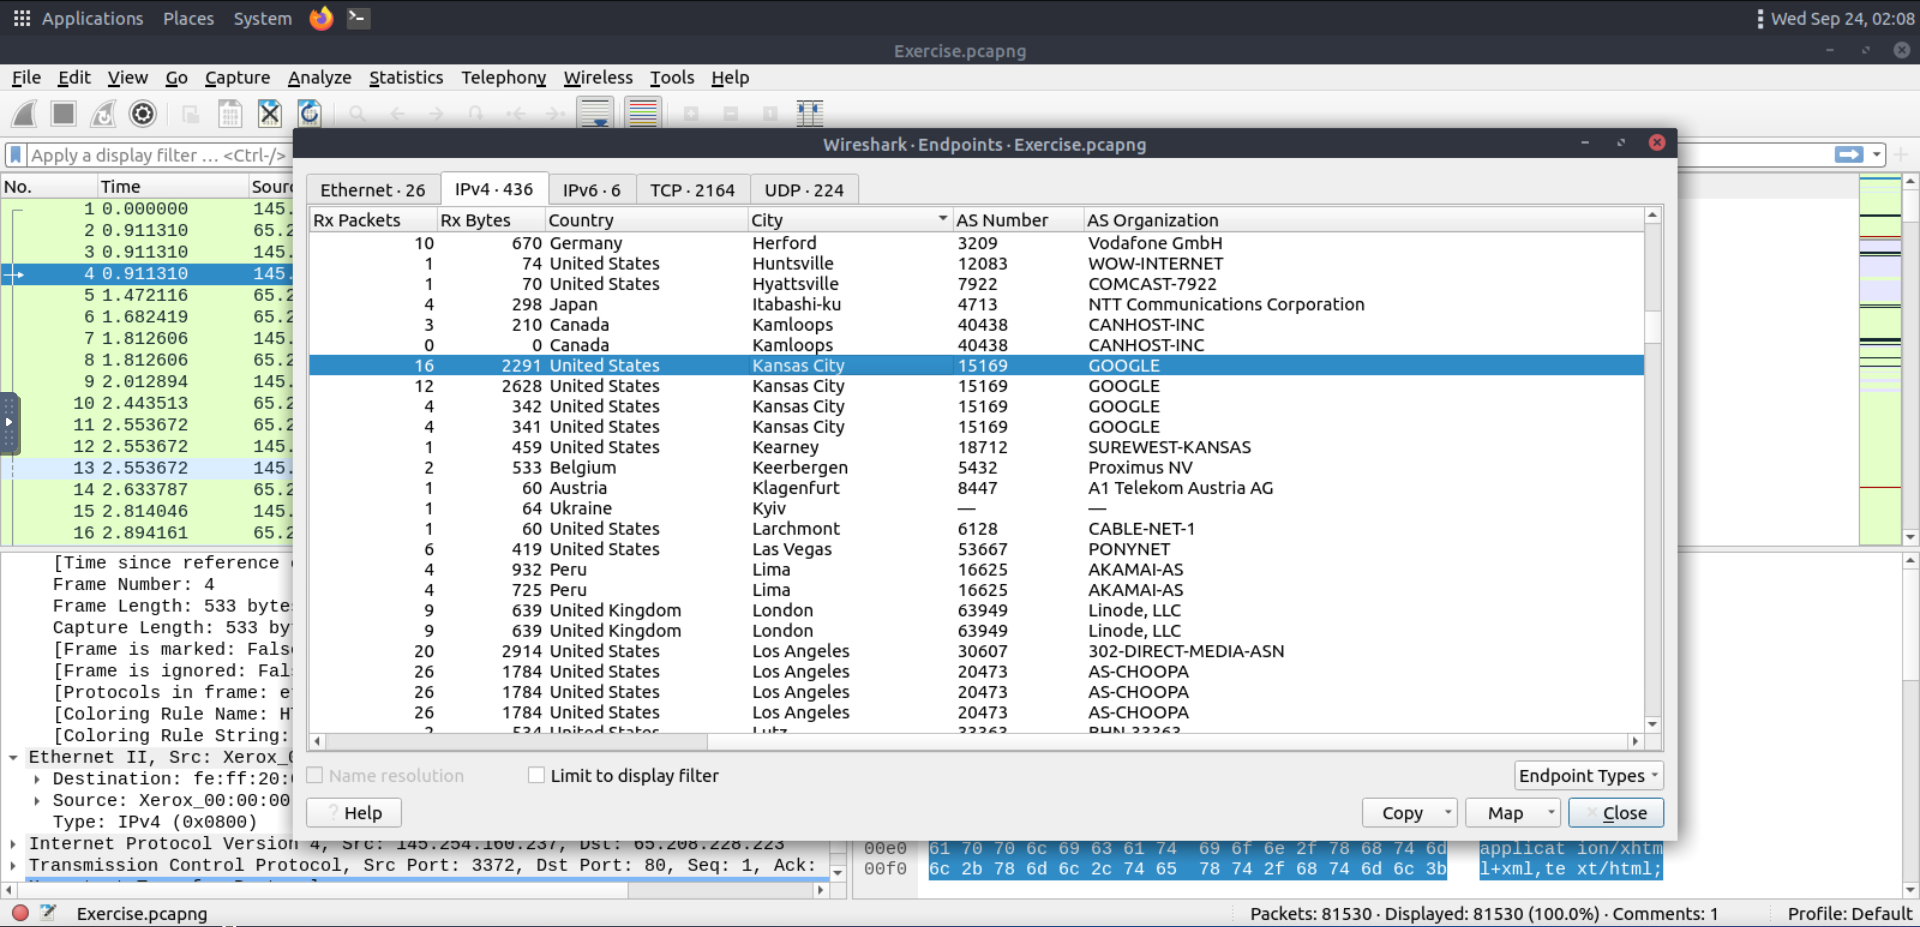 Applications Places System Wed Sep 24, 02:08
Exercise.pcapng
File Edit View Go Capture Analyze Statistics Telephony Wireless Tools Help
Apply a display filter … <Ctrl-/>
Wireshark · Endpoints · Exercise.pcapng
Ethernet · 26 IPv4 · 436 IPv6 · 6 TCP · 2164 UDP · 224
Rx Packets Rx Bytes Country City AS Number AS Organization
10 670 Germany Herford 3209 Vodafone GmbH
1 74 United States Huntsville 12083 WOW-INTERNET
1 70 United States Hyattsville 7922 COMCAST-7922
4 298 Japan Itabashi-ku 4713 NTT Communications Corporation
3 210 Canada Kamloops 40438 CANHOST-INC
0 0 Canada Kamloops 40438 CANHOST-INC
16 2291 United States Kansas City 15169 GOOGLE
12 2628 United States Kansas City 15169 GOOGLE
4 342 United States Kansas City 15169 GOOGLE
4 341 United States Kansas City 15169 GOOGLE
1 459 United States Kearney 18712 SUREWEST-KANSAS
2 533 Belgium Keerbergen 5432 Proximus NV
1 60 Austria Klagenfurt 8447 A1 Telekom Austria AG
1 64 Ukraine Kyiv — —
1 60 United States Larchmont 6128 CABLE-NET-1
6 419 United States Las Vegas 53667 PONYNET
4 932 Peru Lima 16625 AKAMAI-AS
4 725 Peru Lima 16625 AKAMAI-AS
9 639 United Kingdom London 63949 Linode, LLC
9 639 United Kingdom London 63949 Linode, LLC
20 2914 United States Los Angeles 30607 302-DIRECT-MEDIA-ASN
26 1784 United States Los Angeles 20473 AS-CHOOPA
26 1784 United States Los Angeles 20473 AS-CHOOPA
26 1784 United States Los Angeles 20473 AS-CHOOPA
Name resolution Limit to display filter Endpoint Types
Help Copy Map Close
No. Time Sourc
1 0.000000 145.
2 0.911310 65.2
3 0.911310 145.
4 0.911310 145.
5 1.472116 65.2
6 1.682419 65.2
7 1.812606 145.
8 1.812606 65.2
9 2.012894 145.
10 2.443513 65.2
11 2.553672 65.2
12 2.553672 145.
13 2.553672 145.
14 2.633787 65.2
15 2.814046 65.2
16 2.894161 65.2
[Time since reference
Frame Number: 4
Frame Length: 533 byte
Capture Length: 533 by
[Frame is marked: Fals
[Frame is ignored: Fal
[Protocols in frame: e
[Coloring Rule Name: H
[Coloring Rule String:
Ethernet II, Src: Xerox_0
Destination: fe:ff:20:
Source: Xerox_00:00:00
Type: IPv4 (0x0800)
Internet Protocol Version 4, Src: 145.254.160.237, Dst: 65.208.228.223
Transmission Control Protocol, Src Port: 3372, Dst Port: 80, Seq: 1, Ack:
00e0 61 70 70 6c 69 63 61 74 69 6f 6e 2f 78 68 74 6d applicat ion/xhtm
00f0 6c 2b 78 6d 6c 2c 74 65 78 74 2f 68 74 6d 6c 3b l+xml,te xt/html;
Exercise.pcapng Packets: 81530 · Displayed: 81530 (100.0%) · Comments: 1 Profile: Default